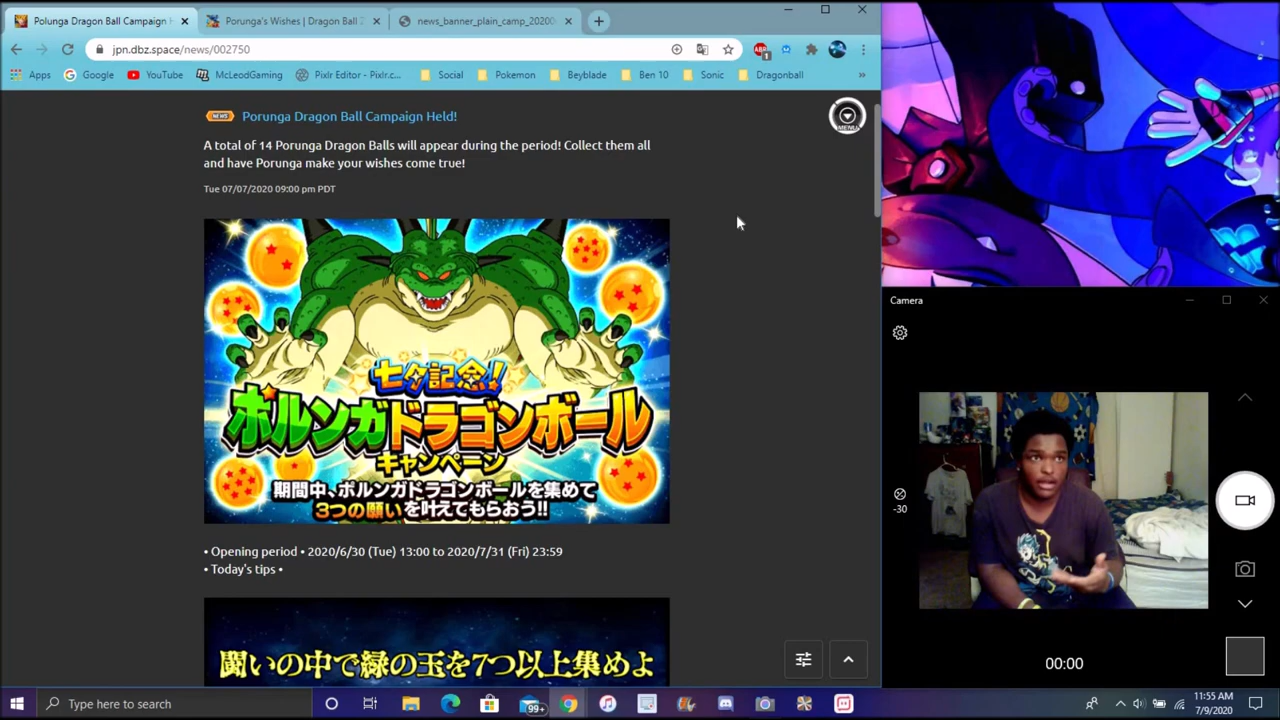 Polunga Dragon Ball Campaign H
Porunga's Wishes | Dragon Ball Z
news_banner_plain_camp_20200
jpn.dbz.space/news/002750
ABP
1
Apps
Google
YouTube
McLeodGaming
Pixlr Editor - Pixlr.c...
Social
Pokemon
Beyblade
Ben 10
Sonic
Dragonball
»
NEWS
Porunga Dragon Ball Campaign Held!
MENU
A total of 14 Porunga Dragon Balls will appear during the period! Collect them all
and have Porunga make your wishes come true!
Tue 07/07/2020 09:00 pm PDT
七夕記念!
ポルンガドラゴンボール
キャンペーン
期間中、ポルンガドラゴンボールを集めて
3つの願いを叶えてもらおう!!
• Opening period • 2020/6/30 (Tue) 13:00 to 2020/7/31 (Fri) 23:59
• Today's tips •
闘いの中で緑の玉を7つ以上集めよ
Camera
-30
00:00
Type here to search
99+
11:55 AM
7/9/2020